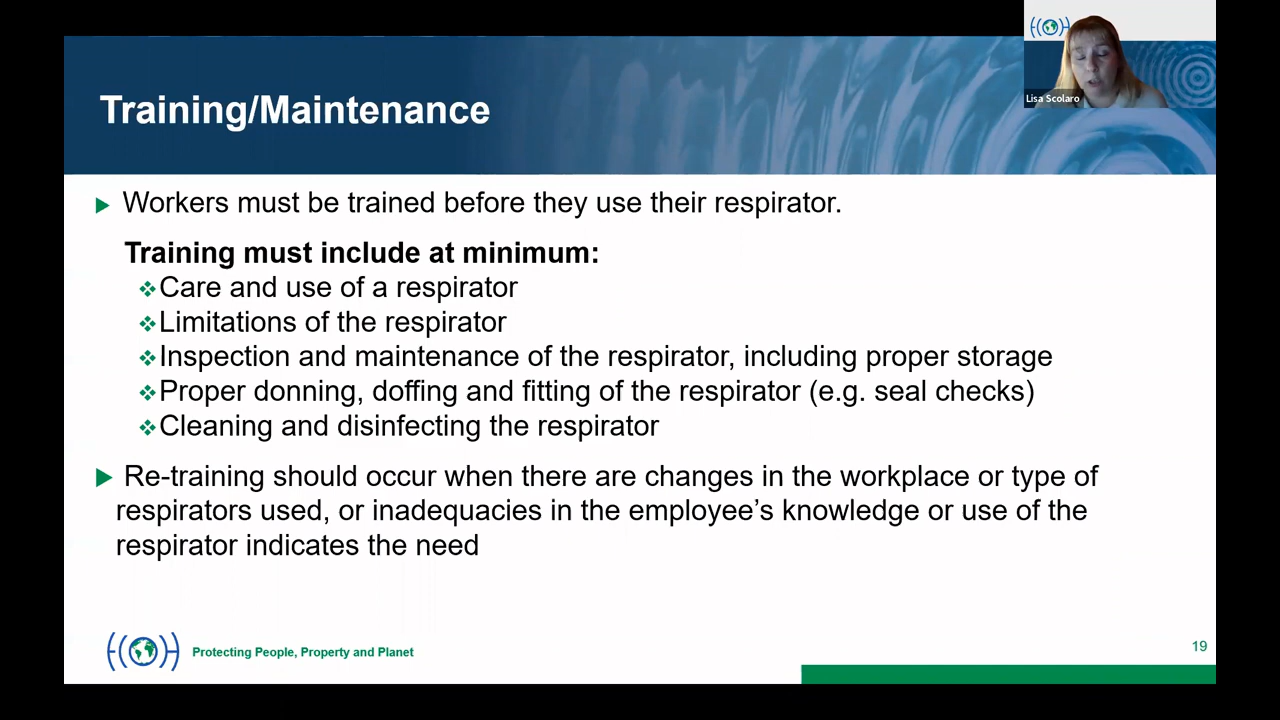 Lisa Scolaro
Training/Maintenance
Workers must be trained before they use their respirator.
Training must include at minimum:
Care and use of a respirator
Limitations of the respirator
Inspection and maintenance of the respirator, including proper storage
Proper donning, doffing and fitting of the respirator (e.g. seal checks)
Cleaning and disinfecting the respirator
Re-training should occur when there are changes in the workplace or type of
respirators used, or inadequacies in the employee’s knowledge or use of the
respirator indicates the need
Protecting People, Property and Planet
19